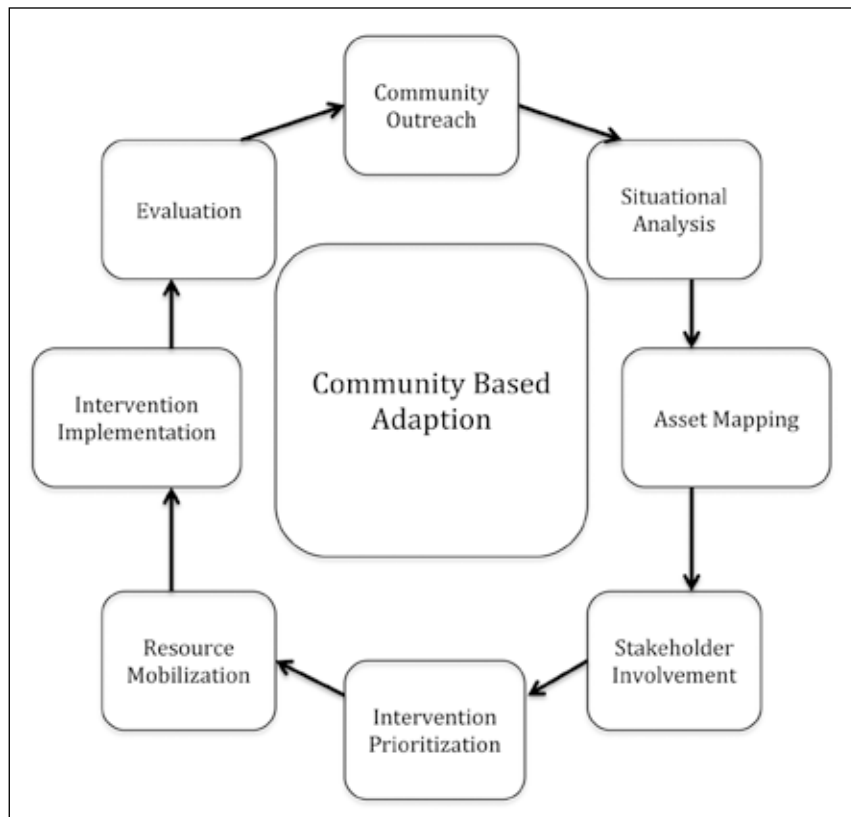 Community
Outreach
Situational
Analysis
Asset Mapping
Stakeholder
Involvement
Intervention
Prioritization
Resource
Mobilization
Intervention
Implementation
Evaluation
Community Based
Adaption